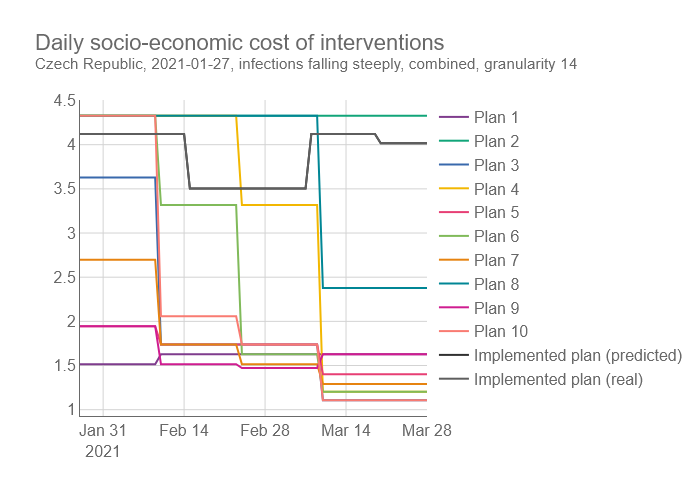 Daily socio-economic cost of interventions
Czech Republic, 2021-01-27, infections falling steeply, combined, granularity 14
4.5
4
3.5
3
2.5
2
1.5
1
Jan 31
2021
Feb 14
Feb 28
Mar 14
Mar 28
Plan 1
Plan 2
Plan 3
Plan 4
Plan 5
Plan 6
Plan 7
Plan 8
Plan 9
Plan 10
Implemented plan (predicted)
Implemented plan (real)